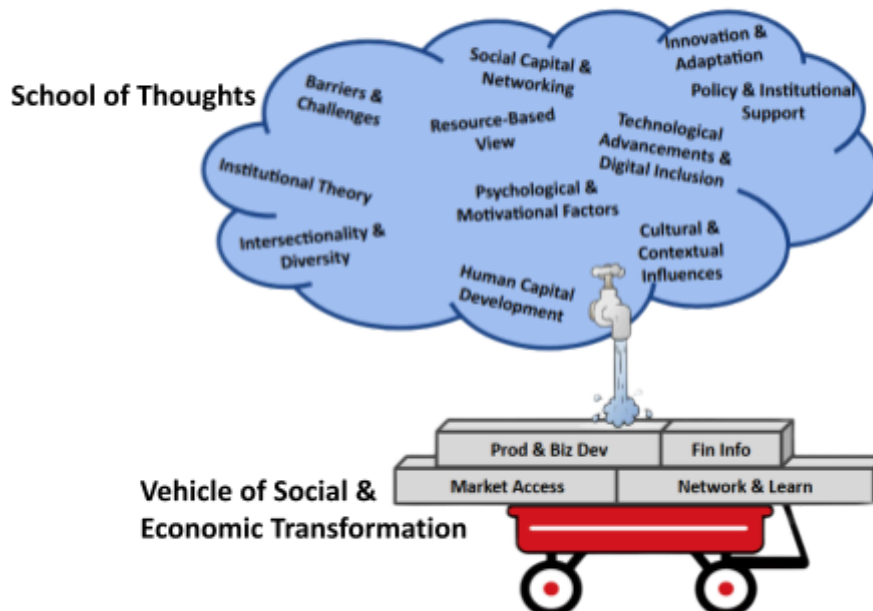 School of Thoughts
Barriers &
Challenges
Social Capital &
Networking
Innovation &
Adaptation
Policy & Institutional
Support
Resource-Based
View
Technological
Advancements &
Digital Inclusion
Institutional Theory
Psychological &
Motivational Factors
Intersectionality &
Diversity
Cultural &
Contextual
Influences
Human Capital
Development
Prod & Biz Dev
Fin Info
Market Access
Network & Learn
Vehicle of Social &
Economic Transformation